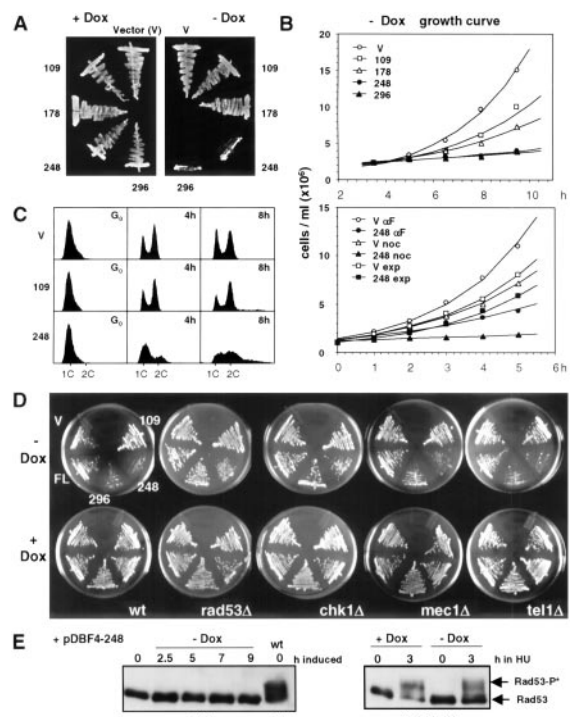 A
+ Dox
- Dox
Vector (V)
V
109
109
178
178
248
248
296
296
B
- Dox growth curve
V
109
178
248
296
20
15
10
5
0
2 4 6 8 10 h
cells / ml (x10⁶)
V αF
248 αF
V noc
248 noc
V exp
248 exp
15
10
5
0
0 1 2 3 4 5 6h
C
G₀ 4h 8h
V
G₀ 4h 8h
109
G₀ 4h 8h
248
1C 2C 1C 2C 1C 2C
D
V
109
- Dox
FL
248
296
+ Dox
wt rad53Δ chk1Δ mec1Δ tel1Δ
E
+ pDBF4-248
- Dox
wt
0 2.5 5 7 9 0 h induced
+ Dox - Dox
0 3 0 3 h in HU
Rad53-P*
Rad53